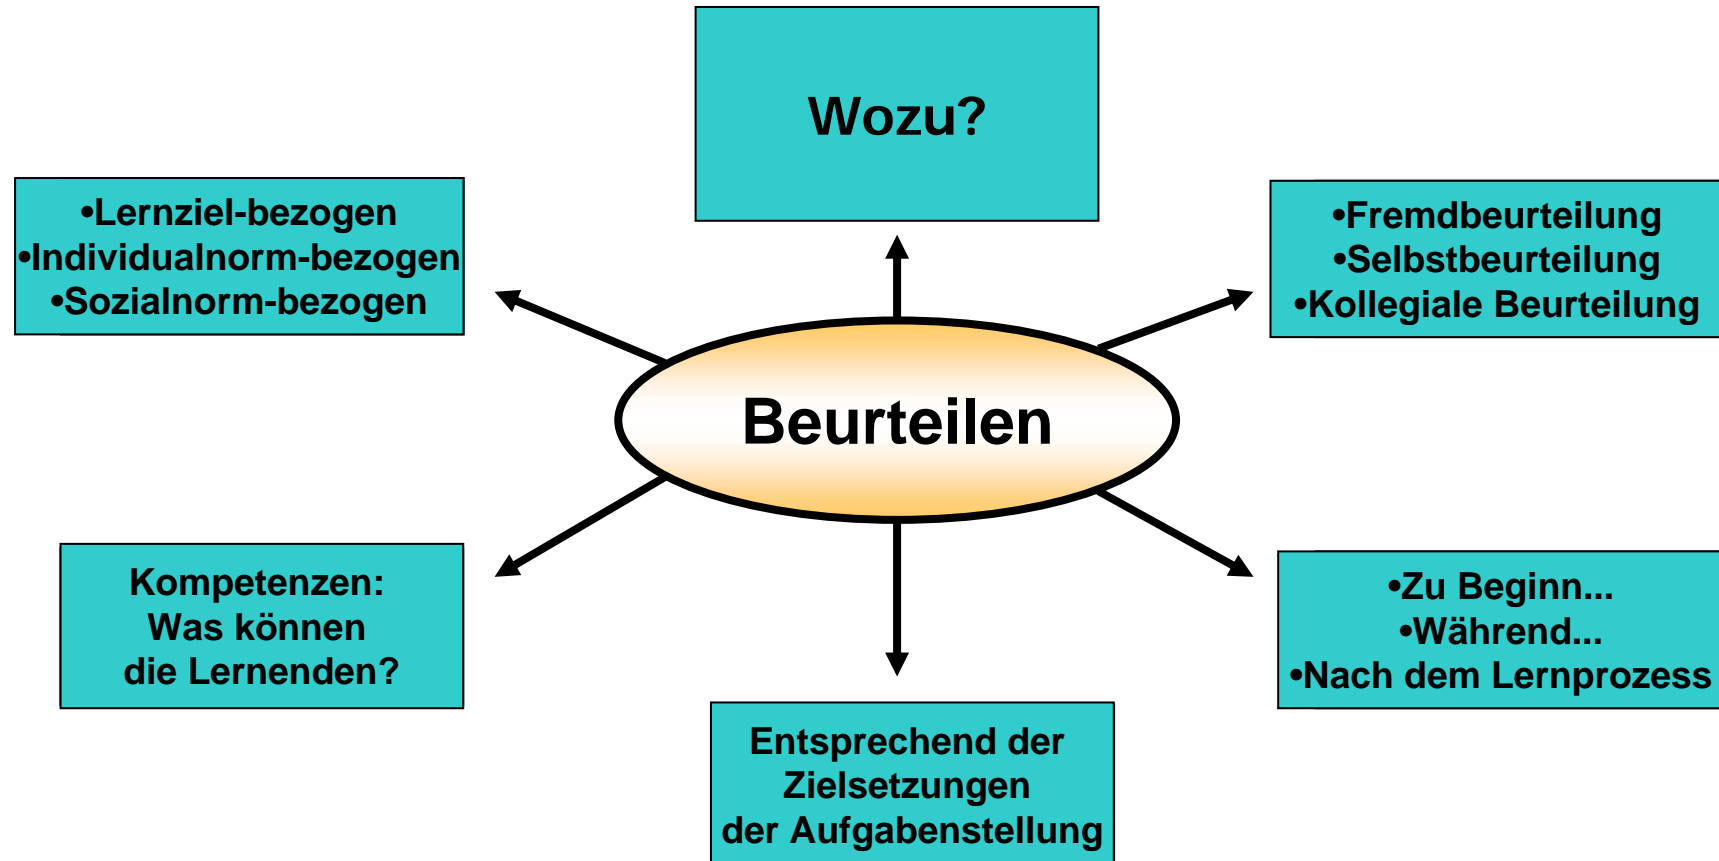 Wozu?
•Lernziel-bezogen
•Individualnorm-bezogen
•Sozialnorm-bezogen
•Fremdbeurteilung
•Selbstbeurteilung
•Kollegiale Beurteilung
Beurteilen
Kompetenzen:
Was können
die Lernenden?
•Zu Beginn...
•Während...
•Nach dem Lernprozess
Entsprechend der
Zielsetzungen
der Aufgabenstellung